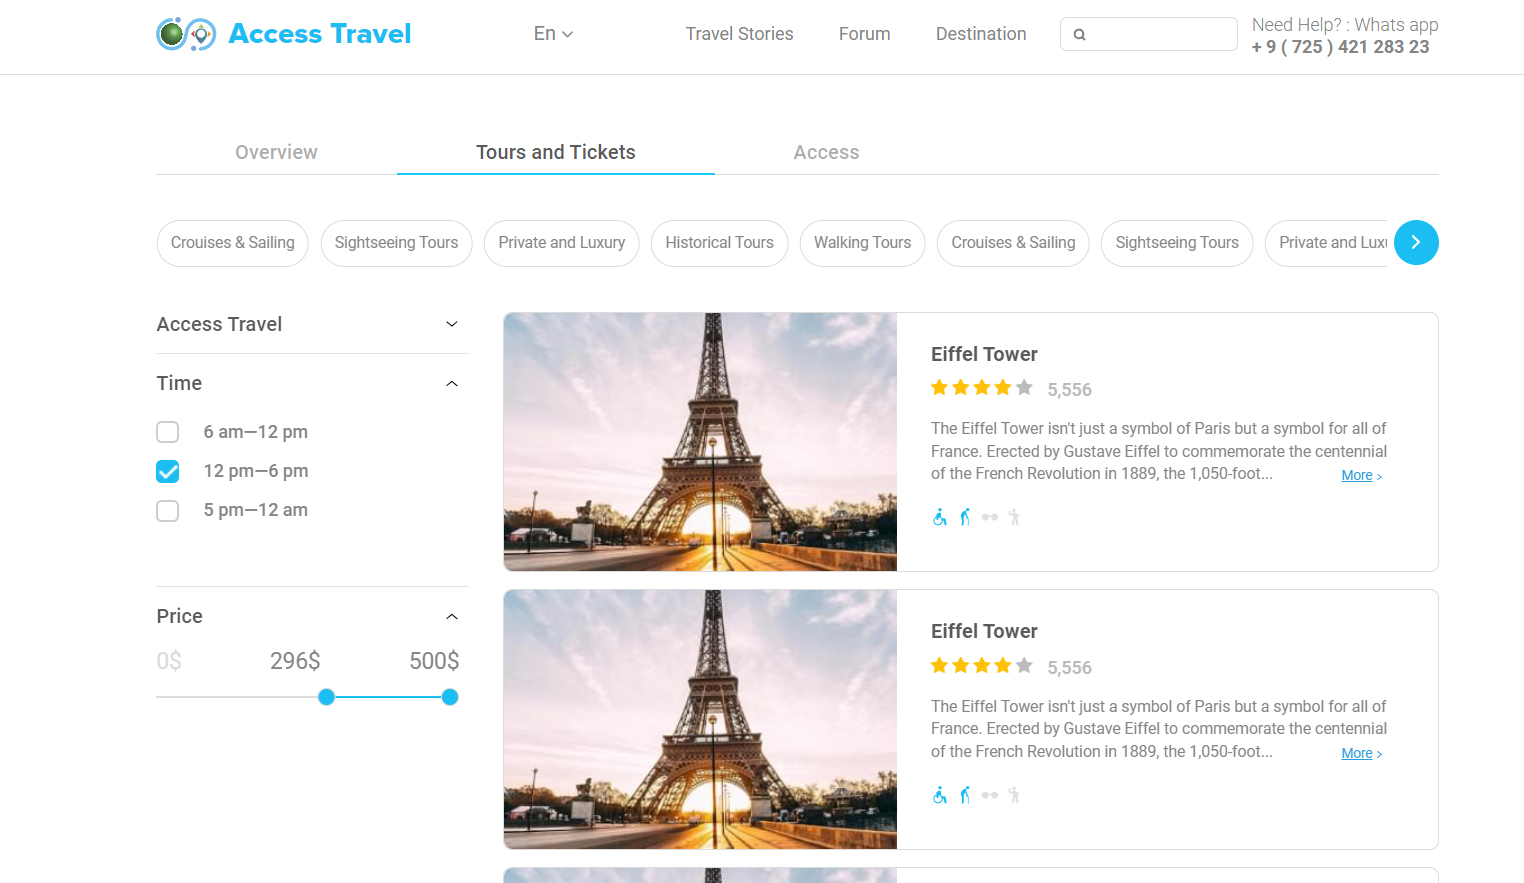 Access Travel
En
Travel Stories
Forum
Destination
Need Help? : Whats app
+ 9 ( 725 ) 421 283 23
Overview
Tours and Tickets
Access
Crouises & Sailing
Sightseeing Tours
Private and Luxury
Historical Tours
Walking Tours
Crouises & Sailing
Sightseeing Tours
Private and Luxu
Access Travel
Time
6 am—12 pm
12 pm—6 pm
5 pm—12 am
Price
0$ 296$ 500$
Eiffel Tower
5,556
The Eiffel Tower isn't just a symbol of Paris but a symbol for all of
France. Erected by Gustave Eiffel to commemorate the centennial
of the French Revolution in 1889, the 1,050-foot...
More >
Eiffel Tower
5,556
The Eiffel Tower isn't just a symbol of Paris but a symbol for all of
France. Erected by Gustave Eiffel to commemorate the centennial
of the French Revolution in 1889, the 1,050-foot...
More >